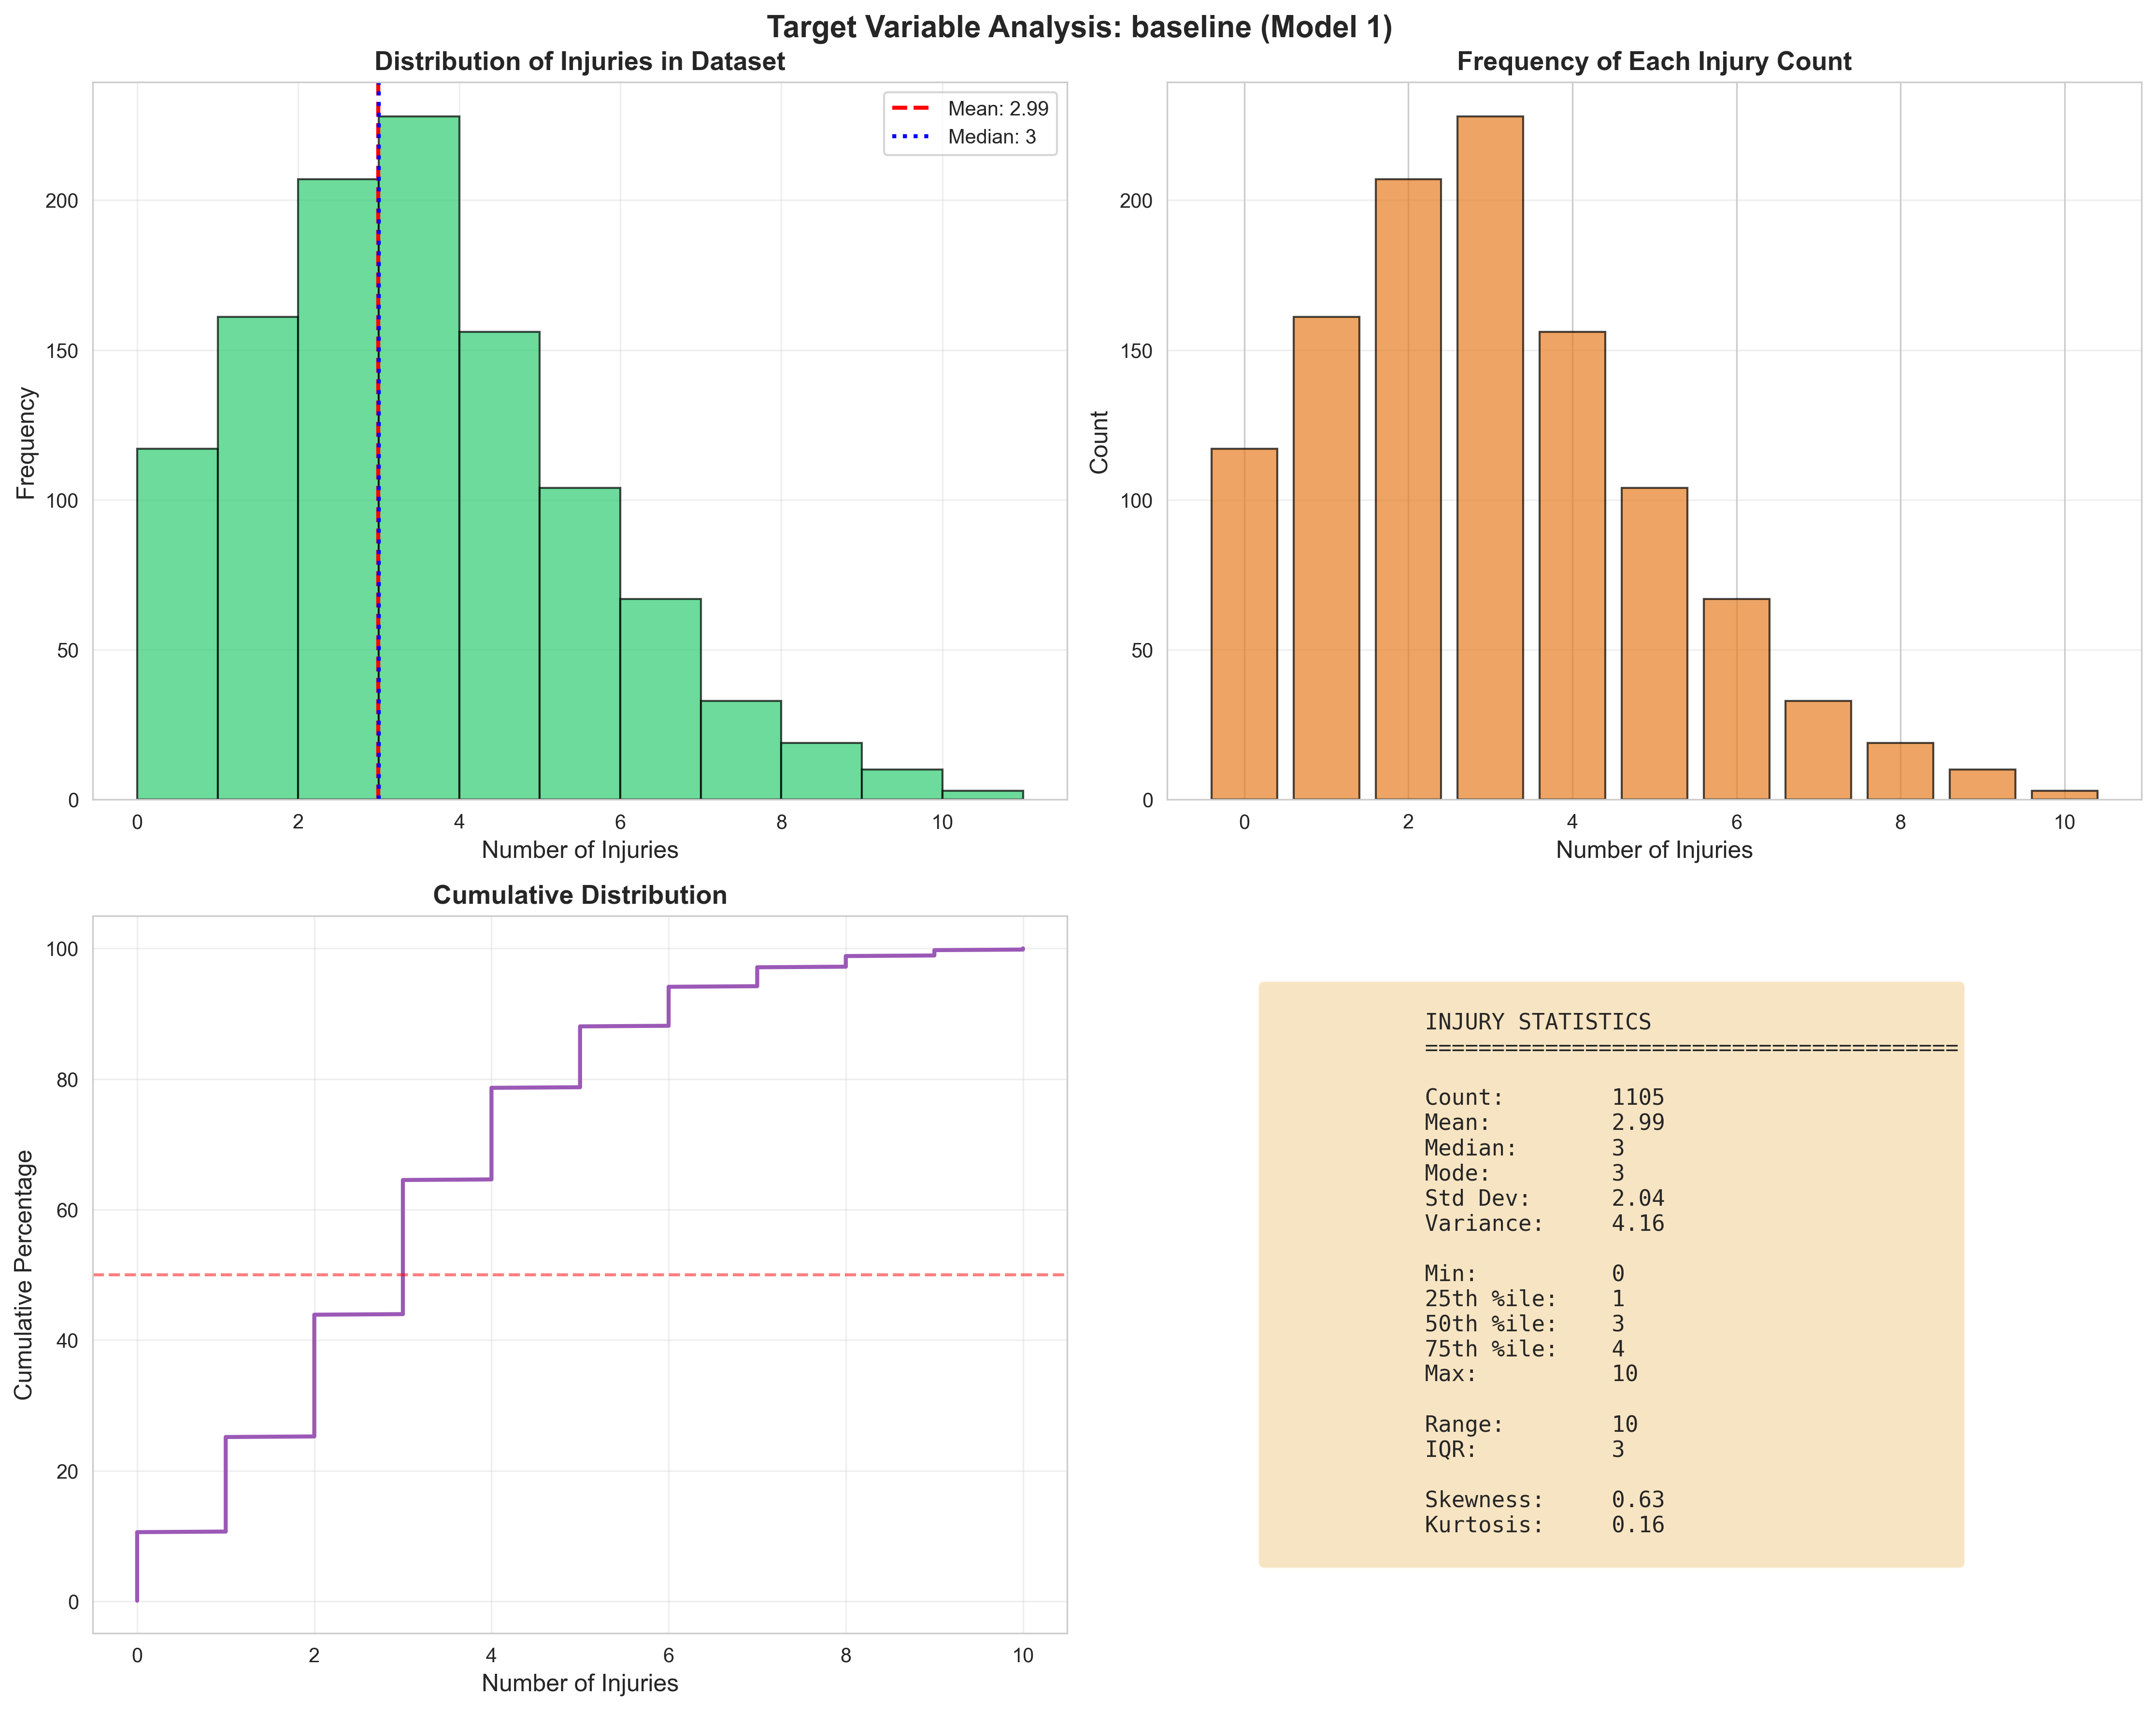 Target Variable Analysis: baseline (Model 1)
Distribution of Injuries in Dataset
Mean: 2.99
Median: 3
Frequency
0
50
100
150
200
0 2 4 6 8 10
Number of Injuries
Frequency of Each Injury Count
Count
0
50
100
150
200
0 2 4 6 8 10
Number of Injuries
Cumulative Distribution
Cumulative Percentage
100
80
60
40
20
0
0 2 4 6 8 10
Number of Injuries
INJURY STATISTICS
========================================
Count: 1105
Mean: 2.99
Median: 3
Mode: 3
Std Dev: 2.04
Variance: 4.16
Min: 0
25th %ile: 1
50th %ile: 3
75th %ile: 4
Max: 10
Range: 10
IQR: 3
Skewness: 0.63
Kurtosis: 0.16